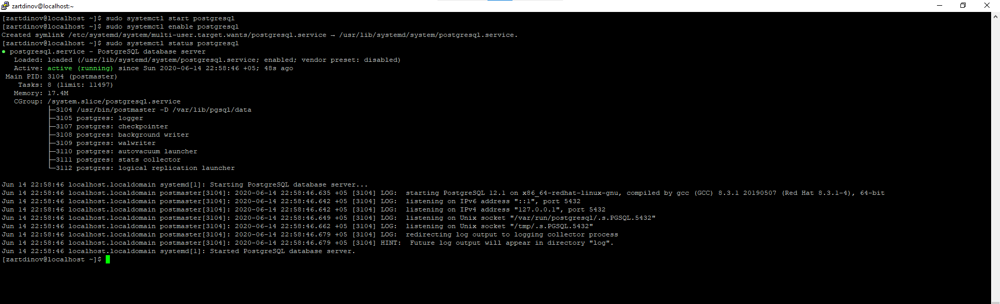 zartdinov@localhost:~
[zartdinov@localhost ~]$ sudo systemctl start postgresql
[zartdinov@localhost ~]$ sudo systemctl enable postgresql
Created symlink /etc/systemd/system/multi-user.target.wants/postgresql.service → /usr/lib/systemd/system/postgresql.service.
[zartdinov@localhost ~]$ sudo systemctl status postgresql
● postgresql.service - PostgreSQL database server
   Loaded: loaded (/usr/lib/systemd/system/postgresql.service; enabled; vendor preset: disabled)
   Active: active (running) since Sun 2020-06-14 22:58:46 +05; 48s ago
 Main PID: 3104 (postmaster)
    Tasks: 8 (limit: 11497)
   Memory: 17.4M
   CGroup: /system.slice/postgresql.service
           ├─3104 /usr/bin/postmaster -D /var/lib/pgsql/data
           ├─3105 postgres: logger
           ├─3107 postgres: checkpointer
           ├─3108 postgres: background writer
           ├─3109 postgres: walwriter
           ├─3110 postgres: autovacuum launcher
           ├─3111 postgres: stats collector
           └─3112 postgres: logical replication launcher
Jun 14 22:58:46 localhost.localdomain systemd[1]: Starting PostgreSQL database server...
Jun 14 22:58:46 localhost.localdomain postmaster[3104]: 2020-06-14 22:58:46.635 +05 [3104] LOG:  starting PostgreSQL 12.1 on x86_64-redhat-linux-gnu, compiled by gcc (GCC) 8.3.1 20190507 (Red Hat 8.3.1-4), 64-bit
Jun 14 22:58:46 localhost.localdomain postmaster[3104]: 2020-06-14 22:58:46.642 +05 [3104] LOG:  listening on IPv6 address "::1", port 5432
Jun 14 22:58:46 localhost.localdomain postmaster[3104]: 2020-06-14 22:58:46.642 +05 [3104] LOG:  listening on IPv4 address "127.0.0.1", port 5432
Jun 14 22:58:46 localhost.localdomain postmaster[3104]: 2020-06-14 22:58:46.649 +05 [3104] LOG:  listening on Unix socket "/var/run/postgresql/.s.PGSQL.5432"
Jun 14 22:58:46 localhost.localdomain postmaster[3104]: 2020-06-14 22:58:46.662 +05 [3104] LOG:  listening on Unix socket "/tmp/.s.PGSQL.5432"
Jun 14 22:58:46 localhost.localdomain postmaster[3104]: 2020-06-14 22:58:46.679 +05 [3104] LOG:  redirecting log output to logging collector process
Jun 14 22:58:46 localhost.localdomain postmaster[3104]: 2020-06-14 22:58:46.679 +05 [3104] HINT:  Future log output will appear in directory "log".
Jun 14 22:58:46 localhost.localdomain systemd[1]: Started PostgreSQL database server.
[zartdinov@localhost ~]$